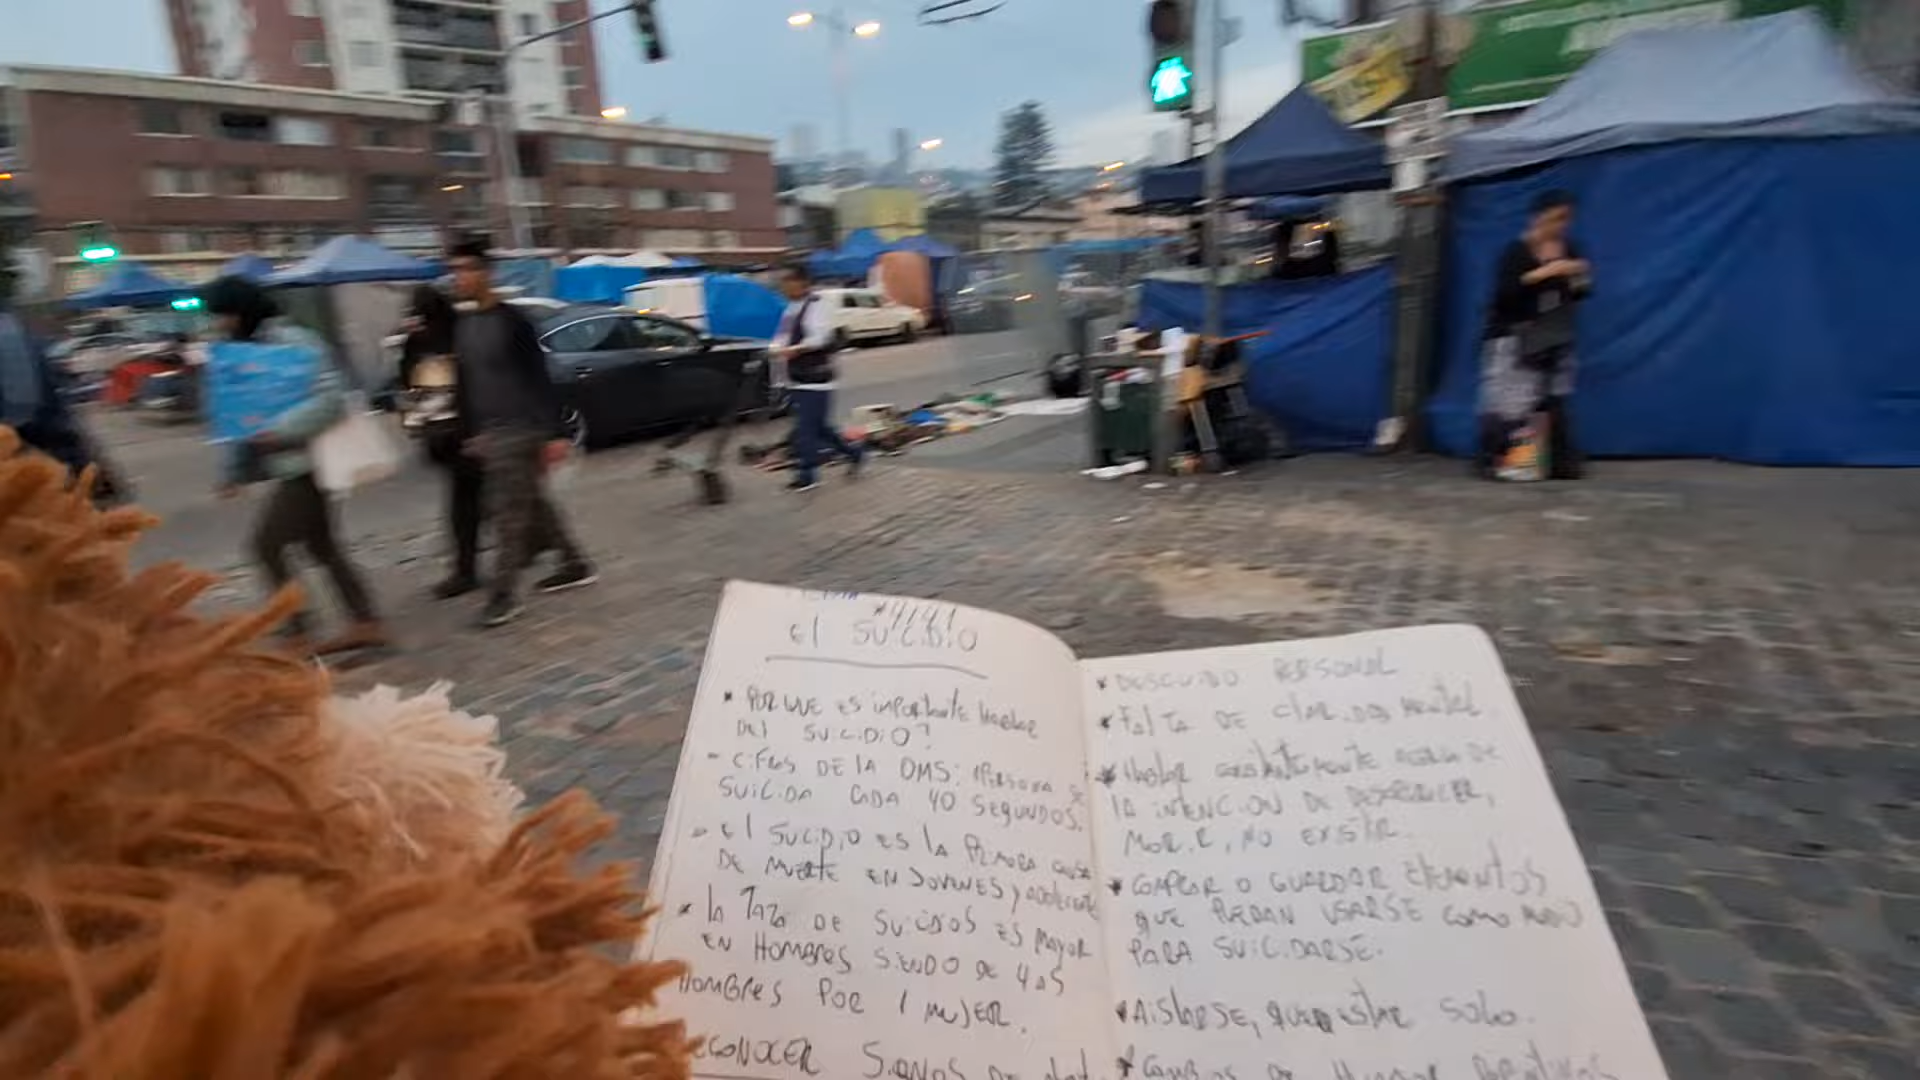 *4141
El SUiCiDiO
* POR QUE ES iMPORTANTE HABLAR
DEl SUiCiDiO?
- CiFRAS DE lA OMS: 1 PERSONA SE
SUiCiDA CADA 40 SEGUNDOS.
- El SUiCiDiO ES lA PRiMERA CAUSA
DE MUERTE EN JOVENES y
* lA TAZA DE SUiCiDiOS ES MAyOR
EN HOMBRES SiENDO DE 4 A 5
HOMBRES POR 1 MUJER.
SiGNOS DE
* DESCUiDO PERSONAL
* FAlTA DE ClARiDAD MENTAl
* HABlAR CONSTANTEMENTE ACERCA DE
lA iNTENCiON DE DESAPARECER,
MORiR, NO EXiSTiR.
* COMPRAR O GUARDAR ElEMENTOS
QUE PUEDAN USARSE COMO MEDiO
PARA SUiCiDARSE.
* AiSlARSE, QUERER ESTAR SOlO.
* CAMBiOS DE HUMOR REPENTiNOS